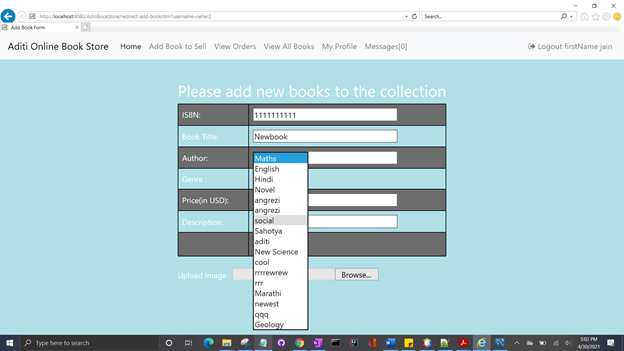 http://localhost:8080/AditiBookStore/redirect-add-book.htm?username=seller2
Search...
Add Book Form
Aditi Online Book Store Home Add Book to Sell View Orders View All Books My Profile Messages[0] Logout firstName jain
Please add new books to the collection
ISBN: 1111111111
Book Title: Newbook
Author:
Maths
English
Genre :
Hindi
Novel
Price(in USD):
angrezi
angrezi
Description:
social
Sahotya
aditi
New Science
cool
rrrrewrew
Upload Image : Browse...
rrr
Marathi
newest
qqq
Geology
Type here to search
5:02 PM
4/30/2021